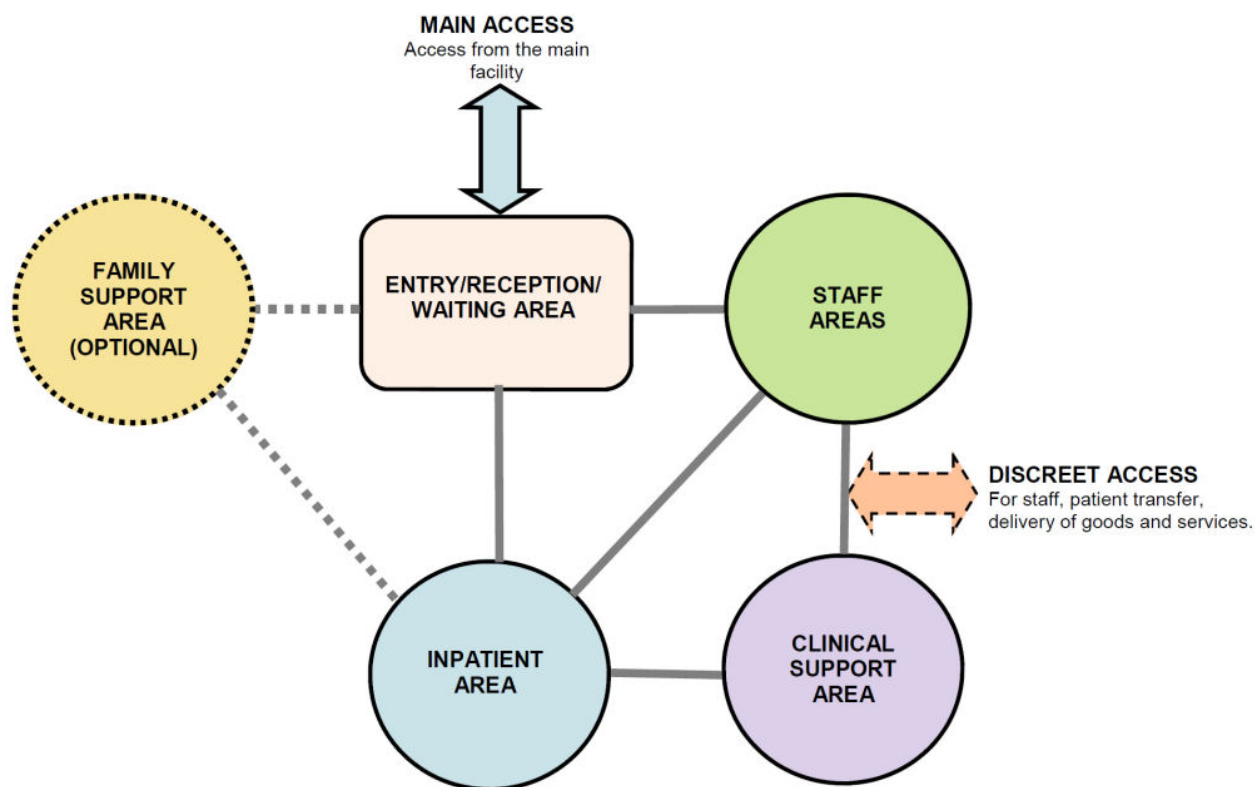 MAIN ACCESS
Access from the main
facility
FAMILY
SUPPORT
AREA
(OPTIONAL)
ENTRY/RECEPTION/
WAITING AREA
STAFF
AREAS
DISCREET ACCESS
For staff, patient transfer,
delivery of goods and services.
INPATIENT
AREA
CLINICAL
SUPPORT
AREA